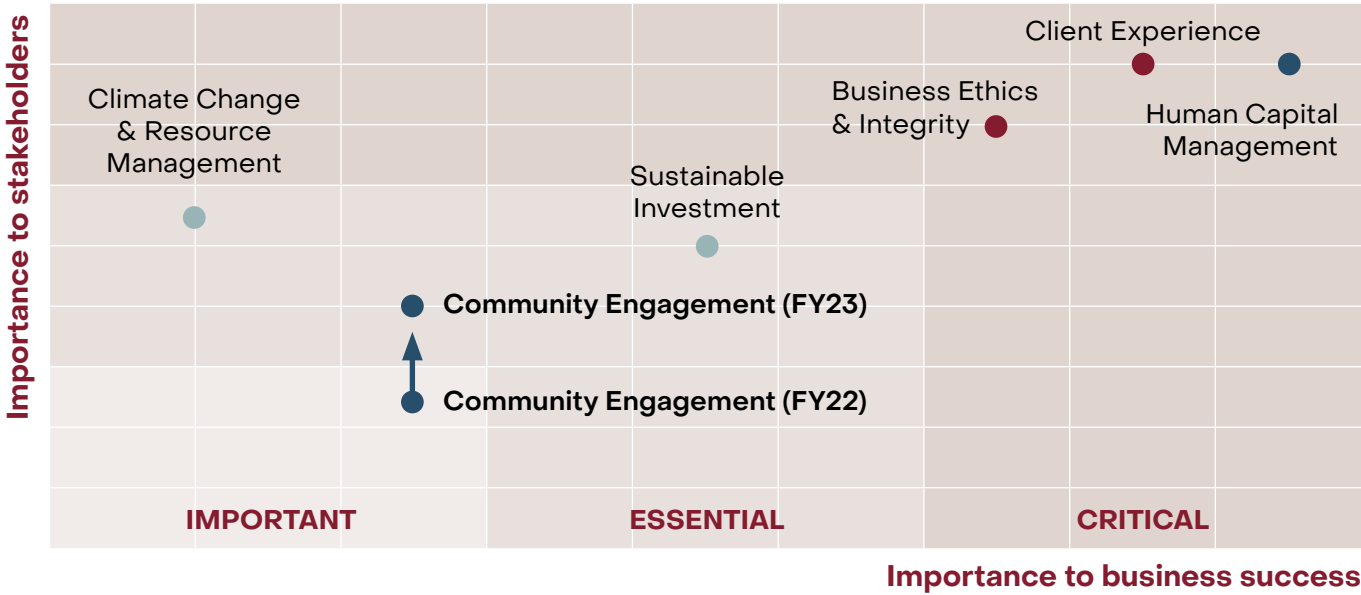 Importance to stakeholders
Client Experience
Climate Change
& Resource
Management
Business Ethics
& Integrity
Human Capital
Management
Sustainable
Investment
Community Engagement (FY23)
Community Engagement (FY22)
IMPORTANT
ESSENTIAL
CRITICAL
Importance to business success